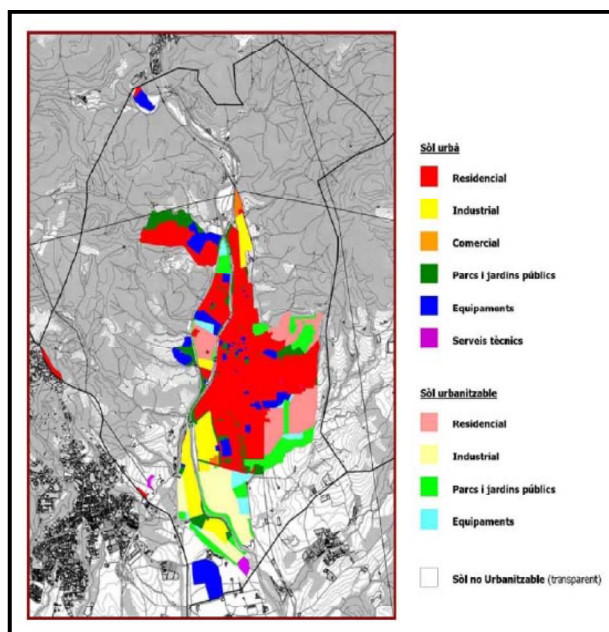 Sòl urbà
Residencial
Industrial
Comercial
Parcs i jardins públics
Equipaments
Serveis tècnics
Sòl urbanitzable
Residencial
Industrial
Parcs i jardins públics
Equipaments
Sòl no Urbanitzable (transparent)